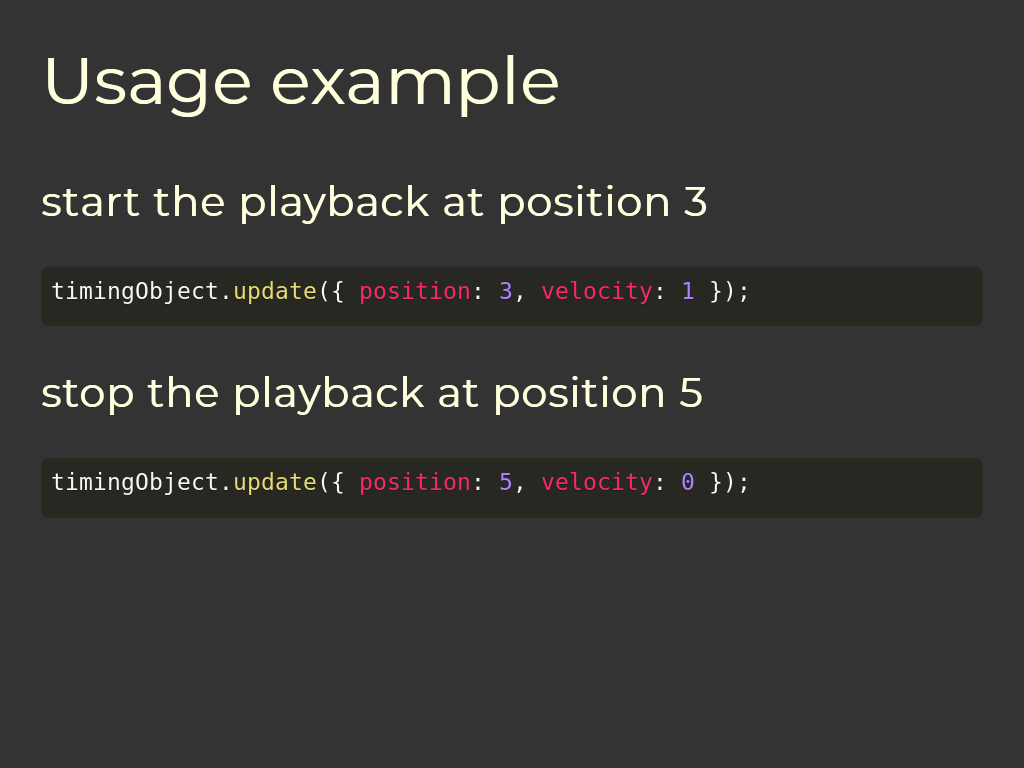 Usage example
start the playback at position 3
timingObject.update({ position: 3, velocity: 1 });
stop the playback at position 5
timingObject.update({ position: 5, velocity: 0 });